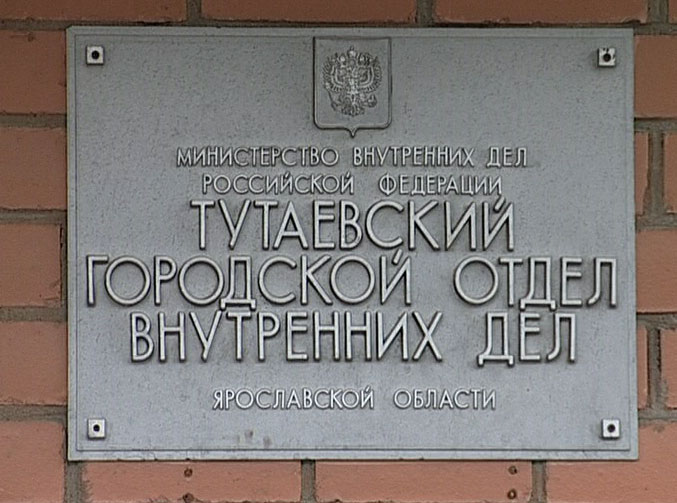 МИНИСТЕРСТВО ВНУТРЕННИХ ДЕЛ
РОССИЙСКОЙ ФЕДЕРАЦИИ
ТУТАЕВСКИЙ
ГОРОДСКОЙ ОТДЕЛ
ВНУТРЕННИХ ДЕЛ
ЯРОСЛАВСКОЙ ОБЛАСТИ